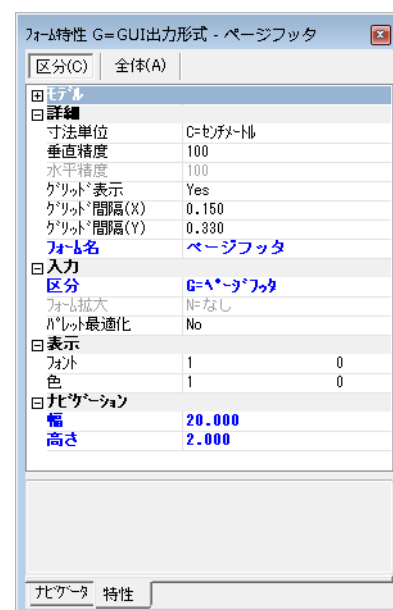 ﾌｫｰﾑ特性 G=GUI出力形式 - ページフッタ
区分(C) 全体(A)
ﾓﾃﾞﾙ
詳細
寸法単位 C=ｾﾝﾁﾒｰﾄﾙ
垂直精度 100
水平精度 100
ｸﾞﾘｯﾄﾞ表示 Yes
ｸﾞﾘｯﾄﾞ間隔(X) 0.150
ｸﾞﾘｯﾄﾞ間隔(Y) 0.330
ﾌｫｰﾑ名 ページフッタ
入力
区分 G=ﾍﾟｰｼﾞﾌｯﾀ
ﾌｫｰﾑ拡大 N=なし
ﾊﾟﾚｯﾄ最適化 No
表示
ﾌｫﾝﾄ 1 0
色 1 0
ﾅﾋﾞｹﾞｰｼｮﾝ
幅 20.000
高さ 2.000
ﾅﾋﾞｹﾞｰﾀ 特性